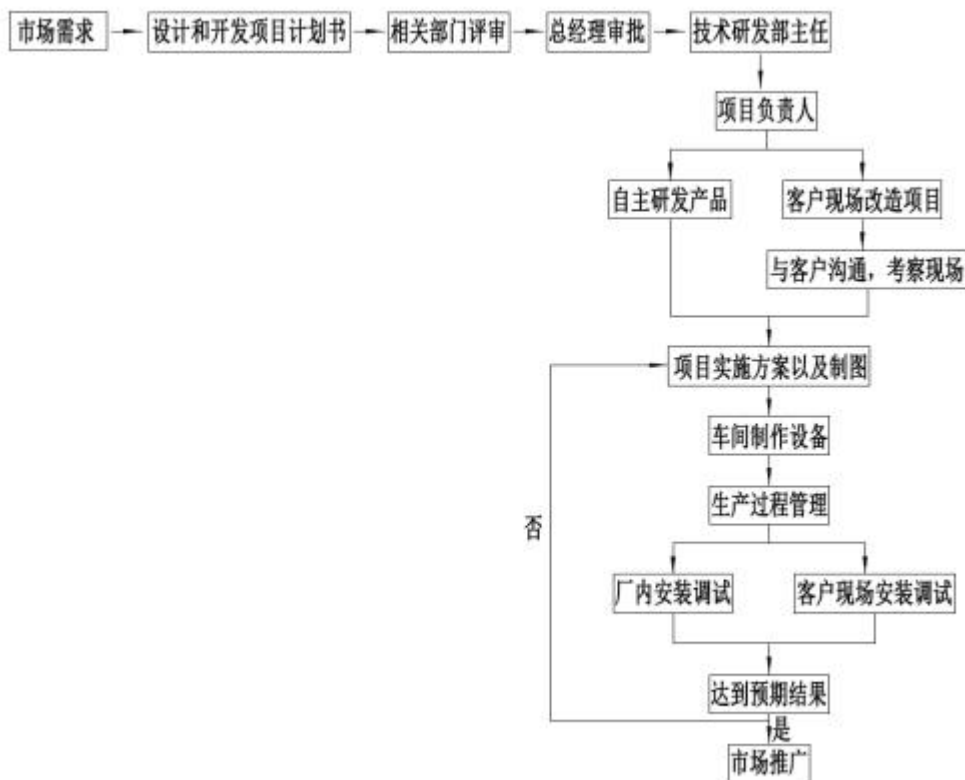 市场需求
设计和开发项目计划书
相关部门评审
总经理审批
技术研发部主任
项目负责人
自主研发产品
客户现场改造项目
与客户沟通，考察现场
项目实施方案以及制图
车间制作设备
生产过程管理
否
厂内安装调试
客户现场安装调试
达到预期结果
是
市场推广